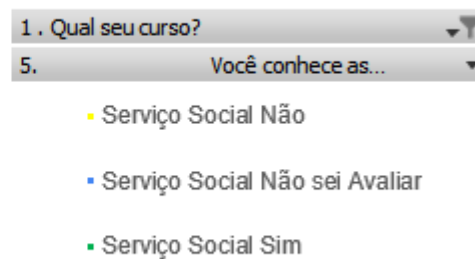 1 . Qual seu curso?
5. Você conhece as...
Serviço Social Não
Serviço Social Não sei Avaliar
Serviço Social Sim